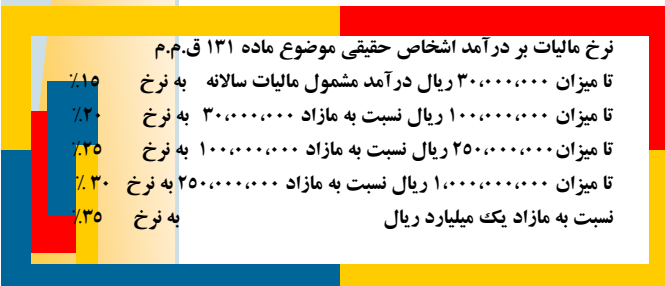 نرخ مالیات بر درآمد اشخاص حقیقی موضوع ماده ۱۳۱ ق.م.م
تا میزان ۳۰،۰۰۰،۰۰۰ ریال درآمد مشمول مالیات سالانه به نرخ ۱۵٪
تا میزان ۱۰۰،۰۰۰،۰۰۰ ریال نسبت به مازاد ۳۰،۰۰۰،۰۰۰ به نرخ ۲۰٪
تا میزان۲۵۰،۰۰۰،۰۰۰ ریال نسبت به مازاد ۱۰۰،۰۰۰،۰۰۰ به نرخ ۲۵٪
تا میزان ۱،۰۰۰،۰۰۰،۰۰۰ ریال نسبت به مازاد ۲۵۰،۰۰۰،۰۰۰ به نرخ ۳۰٪
نسبت به مازاد یک میلیارد ریال به نرخ ۳۵٪